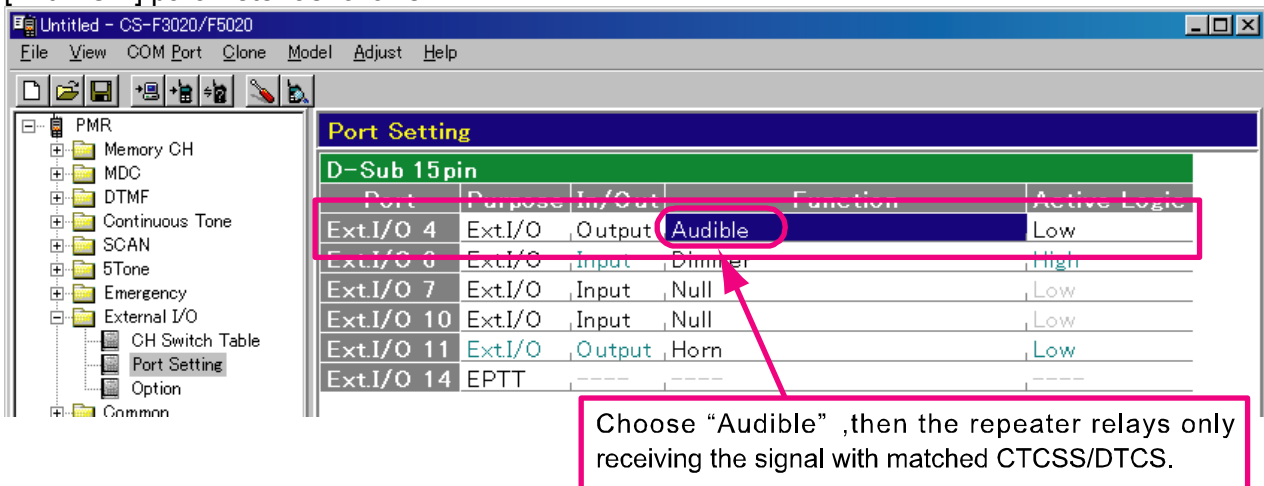 Untitled - CS-F3020/F5020
File View COM Port Clone Model Adjust Help
PMR
Memory CH
MDC
DTMF
Continuous Tone
SCAN
5Tone
Emergency
External I/O
CH Switch Table
Port Setting
Option
Common
Port Setting
D-Sub 15pin
Port Purpose In/Out Function Active Logic
Ext.I/O 4 Ext.I/O Output Audible Low
Ext.I/O 6 Ext.I/O Input Dimmer High
Ext.I/O 7 Ext.I/O Input Null Low
Ext.I/O 10 Ext.I/O Input Null Low
Ext.I/O 11 Ext.I/O Output Horn Low
Ext.I/O 14 EPTT ---- ---- ----
Choose “Audible” ,then the repeater relays only
receiving the signal with matched CTCSS/DTCS.